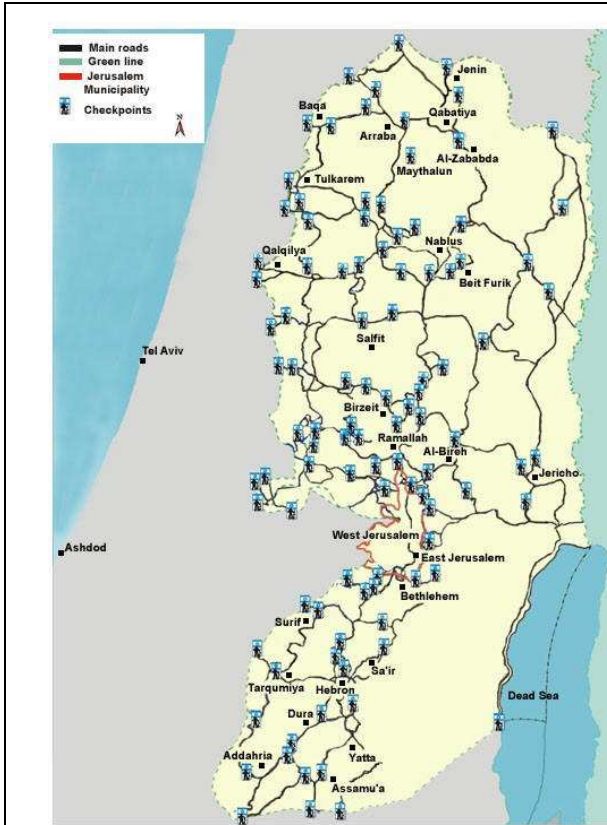 Main roads
Green line
Jerusalem
Municipality
Checkpoints
N
Jenin
Baqa
Qabatiya
Arraba
Al-Zababda
Maythalun
Tulkarem
Nablus
Qalqilya
Beit Furik
Salfit
Tel Aviv
Birzeit
Ramallah
Al-Bireh
Jericho
West Jerusalem
Ashdod
East Jerusalem
Bethlehem
Surif
Sa'ir
Tarqumiya
Hebron
Dead Sea
Dura
Yatta
Addahria
Assamu'a